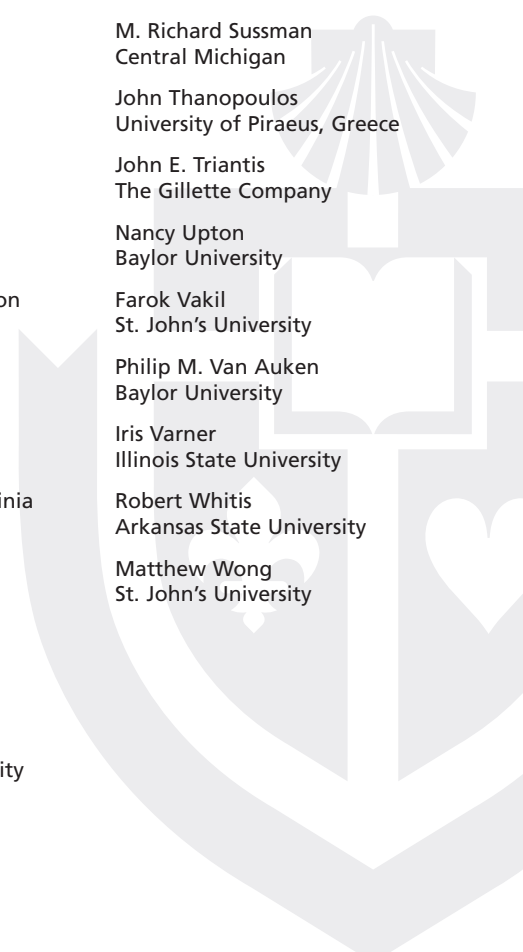 M. Richard Sussman
Central Michigan
John Thanopoulos
University of Piraeus, Greece
John E. Triantis
The Gillette Company
Nancy Upton
Baylor University
Farok Vakil
St. John's University
Philip M. Van Auken
Baylor University
Iris Varner
Illinois State University
Robert Whitis
Arkansas State University
Matthew Wong
St. John's University